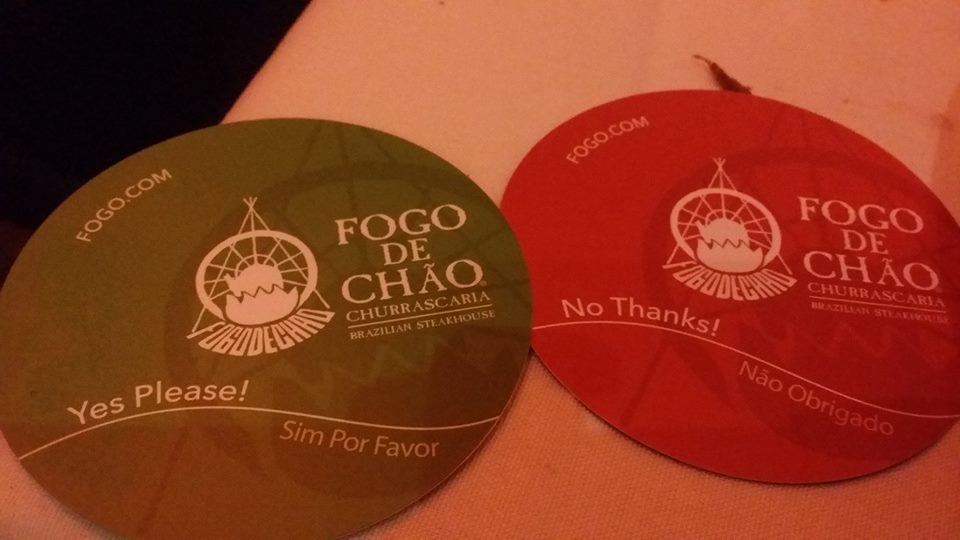 FOGO.COM
FOGO
DE
CHÃO®
CHURRASCARIA
BRAZILIAN STEAKHOUSE
FOGODECHAO
Yes Please!
Sim Por Favor
FOGO.COM
FOGO
DE
CHÃO
CHURRASCARIA
BRAZILIAN STEAKHOUSE
FOGODECHAO
No Thanks!
Não Obrigado